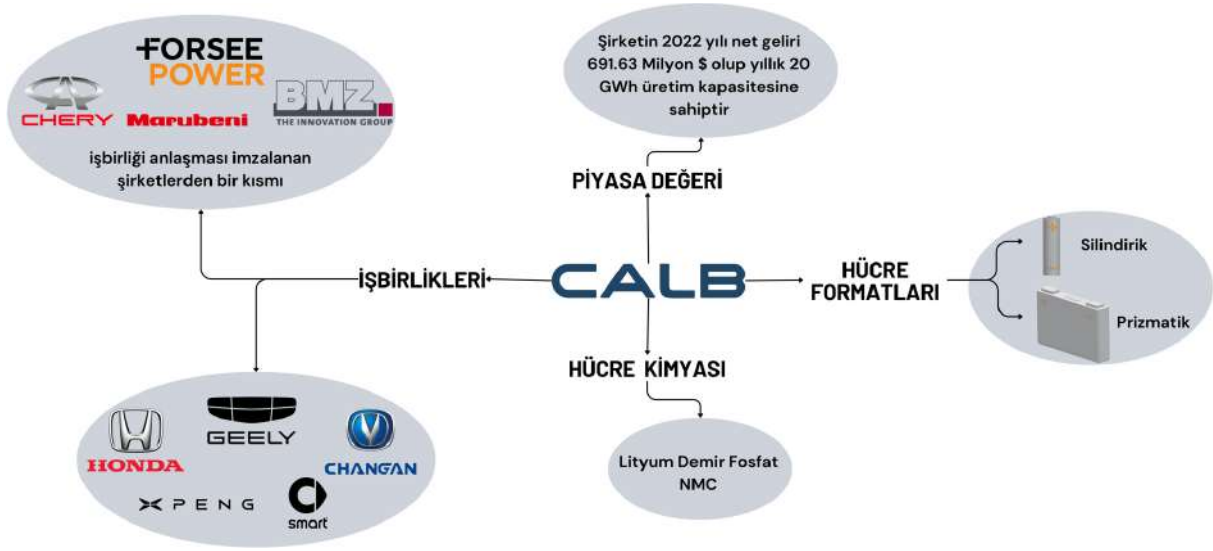 FORSEE
POWER
CHERY
Marubeni
BMZ
THE INNOVATION GROUP
işbirliği anlaşması imzalanan
şirketlerden bir kısmı
Şirketin 2022 yılı net geliri
691.63 Milyon $ olup yıllık 20
GWh üretim kapasitesine
sahiptir
PİYASA DEĞERİ
İŞBİRLİKLERİ
CALB
HÜCRE
FORMATLARI
Silindirik
Prizmatik
HÜCRE KİMYASI
Lityum Demir Fosfat
NMC
HONDA
GEELY
CHANGAN
XPENG
smart